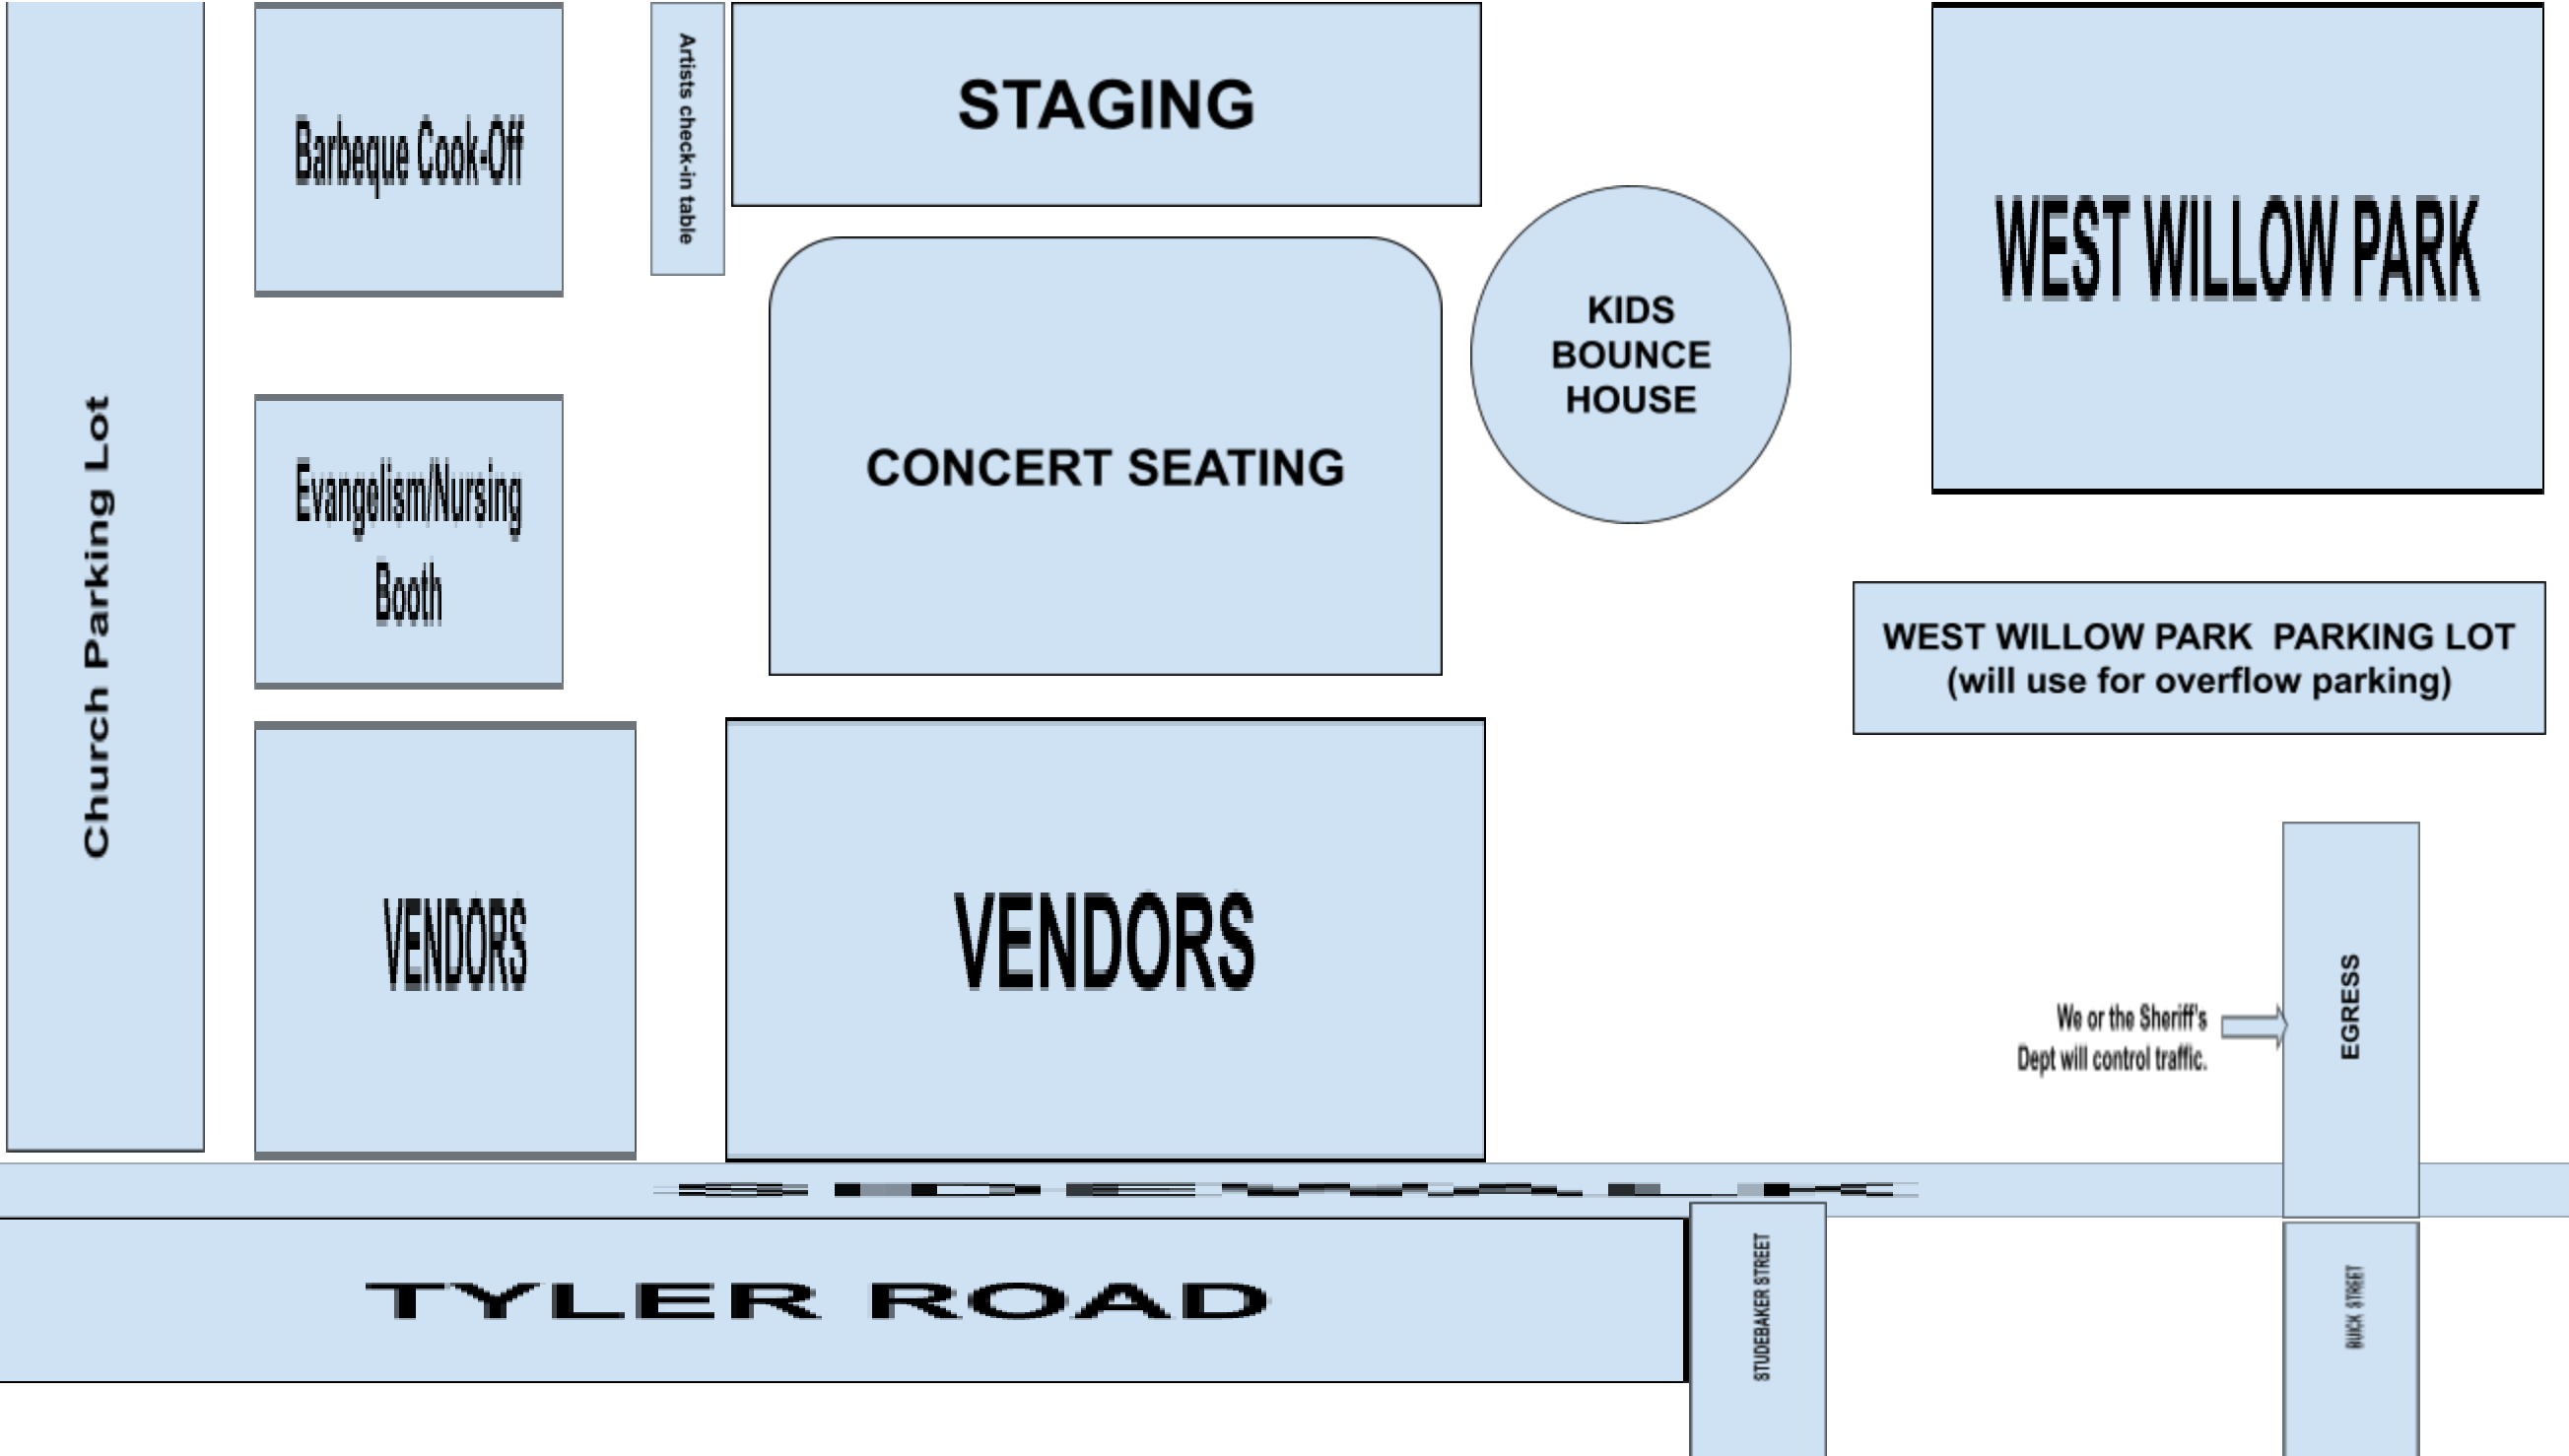 Church Parking Lot
Barbeque Cook-Off
Evangelism/Nursing
Booth
VENDORS
Artists check-in table
STAGING
CONCERT SEATING
VENDORS
KIDS
BOUNCE
HOUSE
WEST WILLOW PARK
WEST WILLOW PARK  PARKING LOT
(will use for overflow parking)
We or the Sheriff's
Dept will control traffic.
EGRESS
TYLER ROAD
STUDEBAKER STREET
BUICK STREET